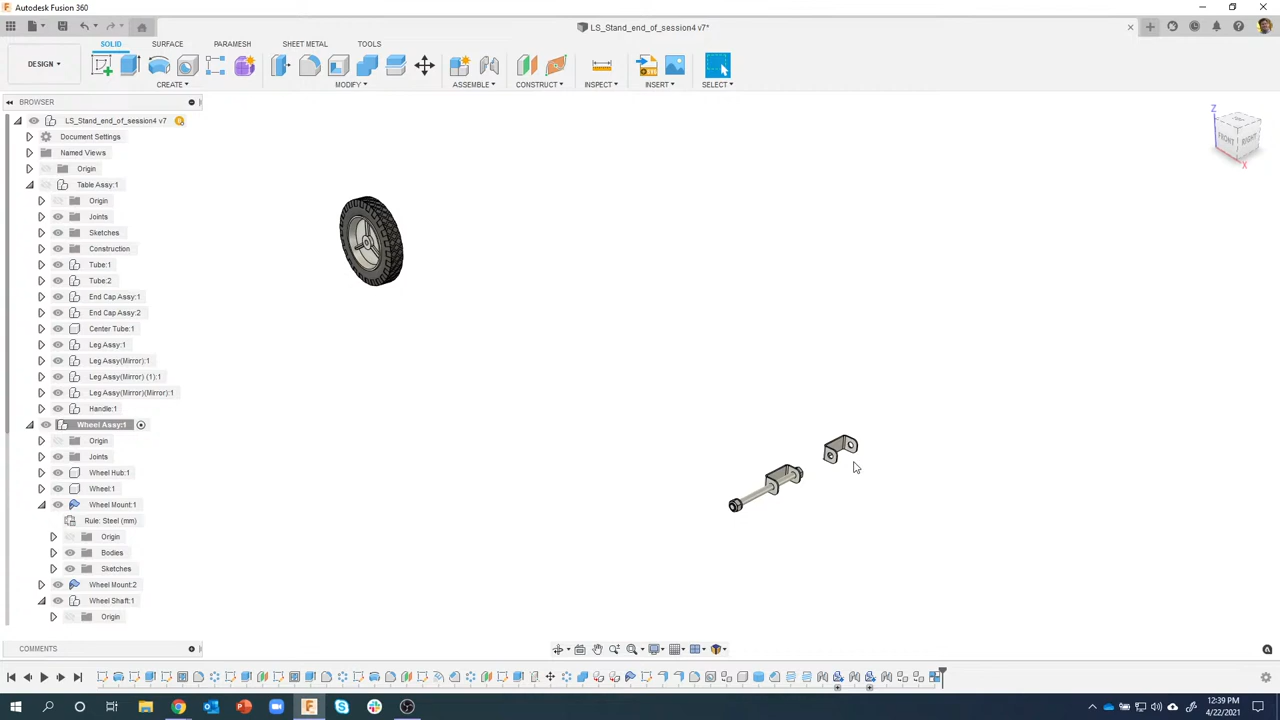 Autodesk Fusion 360
LS_Stand_end_of_session4 v7*
DESIGN
SOLID SURFACE PARAMESH SHEET METAL TOOLS
CREATE MODIFY ASSEMBLE CONSTRUCT INSPECT INSERT SELECT
BROWSER
LS_Stand_end_of_session4 v7
Document Settings
Named Views
Origin
Table Assy:1
Origin
Joints
Sketches
Construction
Tube:1
Tube:2
End Cap Assy:1
End Cap Assy:2
Center Tube:1
Leg Assy:1
Leg Assy(Mirror):1
Leg Assy(Mirror) (1):1
Leg Assy(Mirror)(Mirror):1
Handle:1
Wheel Assy:1
Origin
Joints
Wheel Hub:1
Wheel:1
Wheel Mount:1
Rule: Steel (mm)
Origin
Bodies
Sketches
Wheel Mount:2
Wheel Shaft:1
Origin
Z
FRONT RIGHT
X
COMMENTS
12:39 PM
4/22/2021